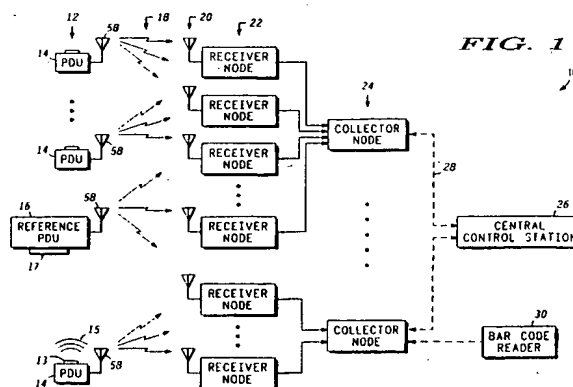 FIG. 1
12
18
20
22
58
14
PDU
RECEIVER
NODE
24
RECEIVER
NODE
58
14
PDU
RECEIVER
NODE
COLLECTOR
NODE
28
16
58
REFERENCE
PDU
17
RECEIVER
NODE
26
CENTRAL
CONTROL STATION
RECEIVER
NODE
15
13
58
14
PDU
RECEIVER
NODE
COLLECTOR
NODE
30
BAR CODE
READER